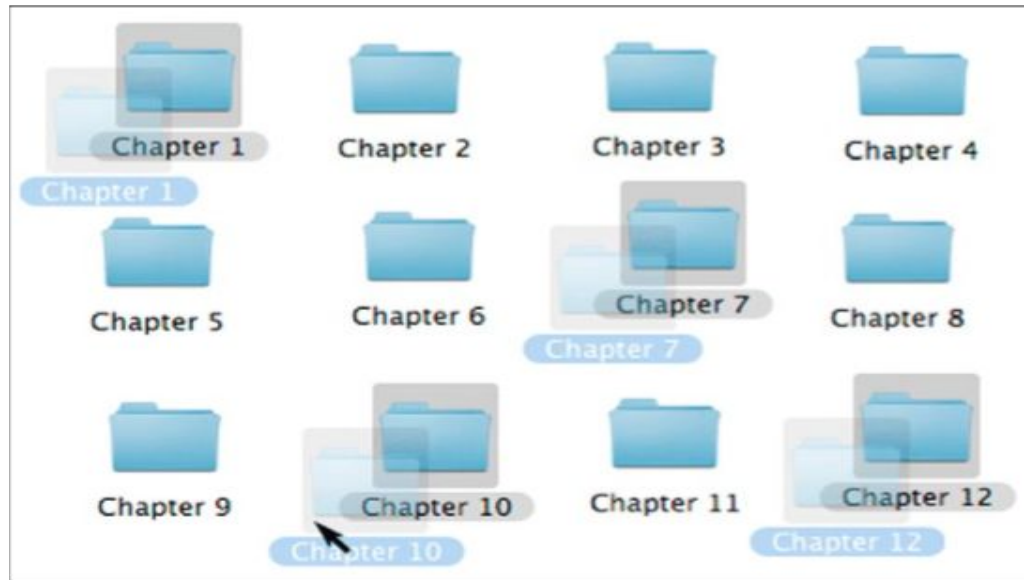 Chapter 1
Chapter 2
Chapter 3
Chapter 4
Chapter 1
Chapter 5
Chapter 6
Chapter 7
Chapter 8
Chapter 7
Chapter 9
Chapter 10
Chapter 11
Chapter 12
Chapter 10
Chapter 12